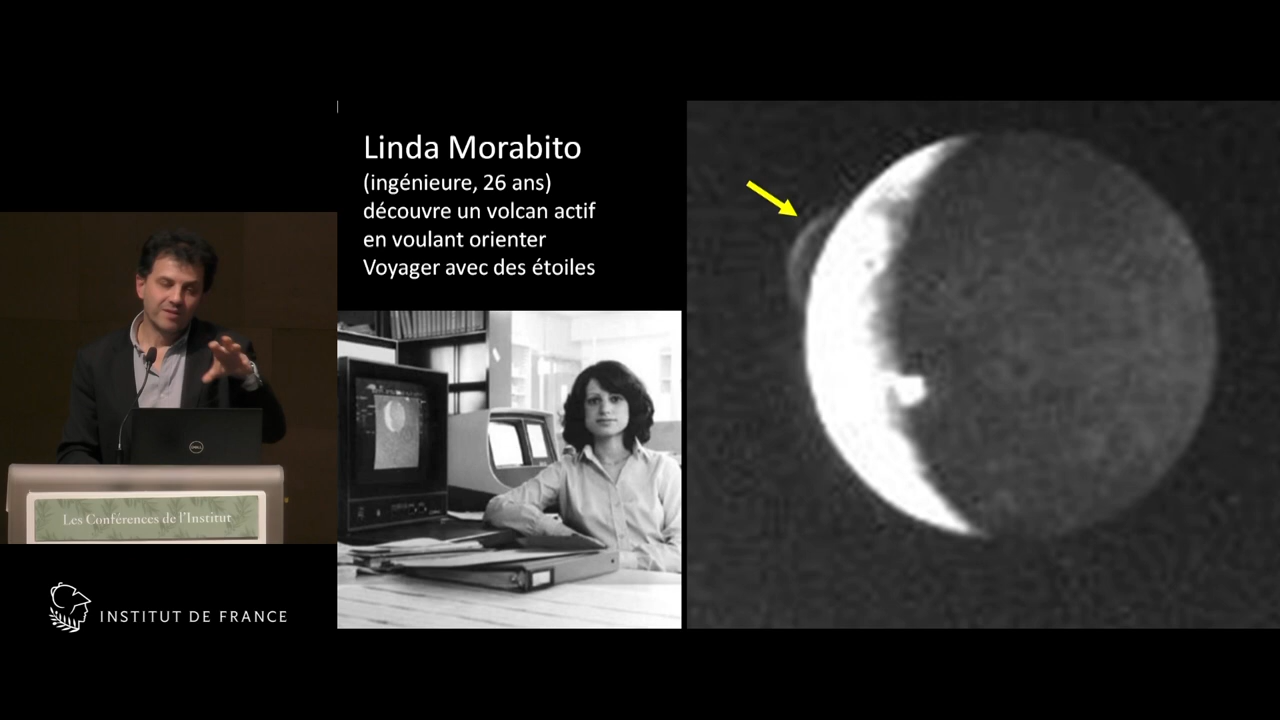 Linda Morabito
(ingénieure, 26 ans)
découvre un volcan actif
en voulant orienter
Voyager avec des étoiles
DELL
Les Conférences de l'Institut
INSTITUT DE FRANCE